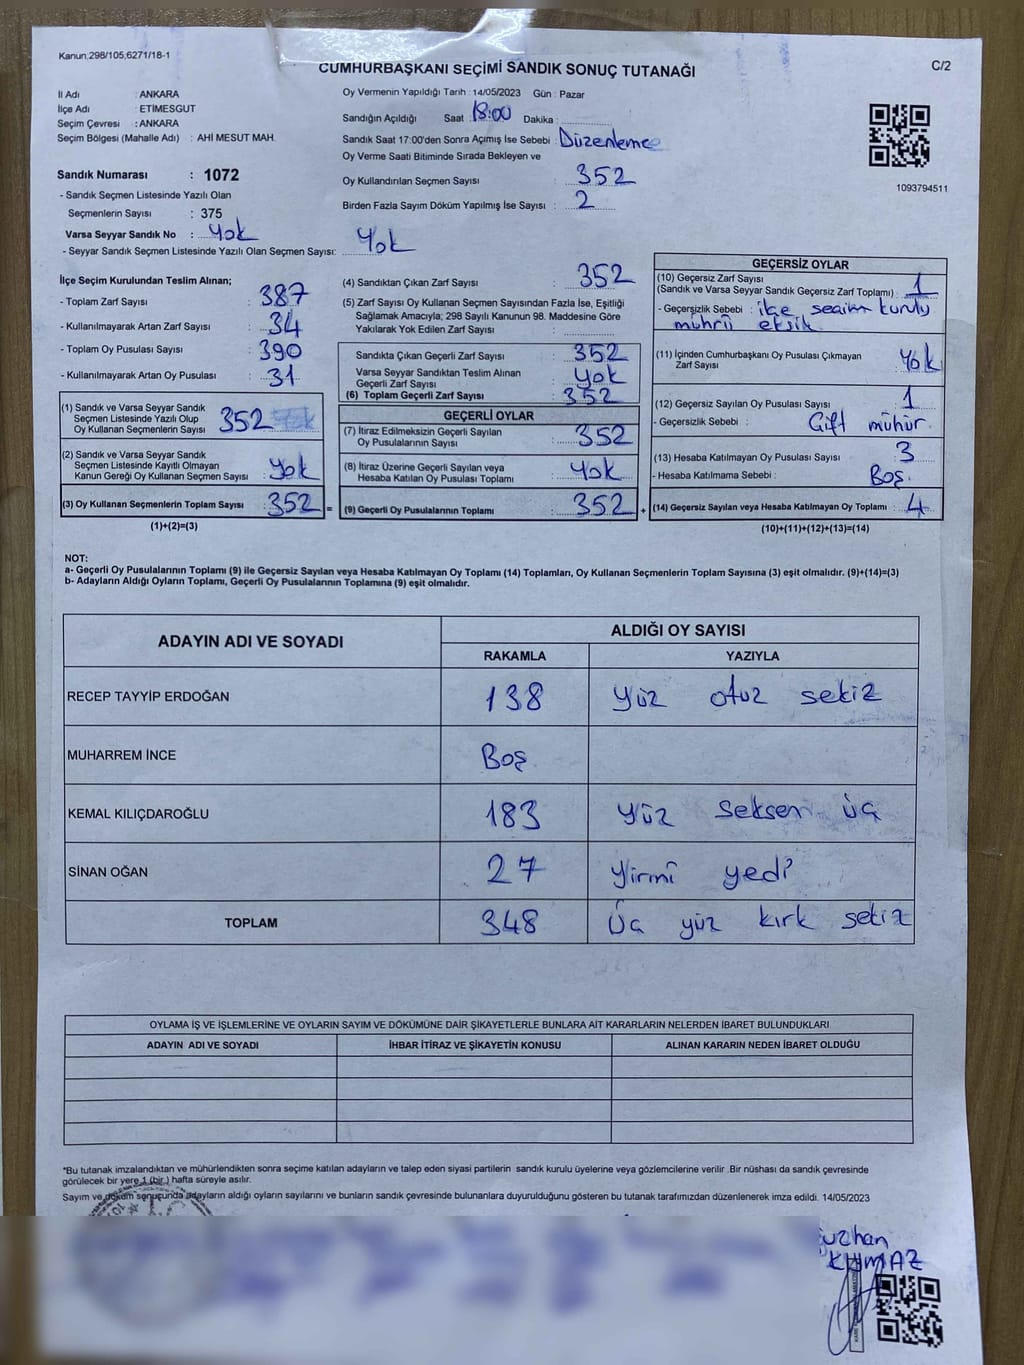 Kanun;298/105,6271/18-1
CUMHURBAŞKANI SEÇİMİ SANDIK SONUÇ TUTANAĞI
C/2
İl Adı : ANKARA
İlçe Adı : ETİMESGUT
Seçim Çevresi : ANKARA
Seçim Bölgesi (Mahalle Adı) : AHİ MESUT MAH.
Sandık Numarası : 1072
- Sandık Seçmen Listesinde Yazılı Olan
Seçmenlerin Sayısı : 375
Varsa Seyyar Sandık No : Yok
- Seyyar Sandık Seçmen Listesinde Yazılı Olan Seçmen Sayısı: Yok
Oy Vermenin Yapıldığı Tarih : 14/05/2023 Gün : Pazar
Sandığın Açıldığı Saat : 18:00 Dakika :
Sandık Saat 17:00'den Sonra Açımış İse Sebebi : Düzenleme
Oy Verme Saati Bitiminde Sırada Bekleyen ve
Oy Kullandırılan Seçmen Sayısı : 352
Birden Fazla Sayım Döküm Yapılmış İse Sayısı : 2
1093794511
İlçe Seçim Kurulundan Teslim Alınan;
- Toplam Zarf Sayısı : 387
- Kullanılmayarak Artan Zarf Sayısı : 34
- Toplam Oy Pusulası Sayısı : 390
- Kullanılmayarak Artan Oy Pusulası : 31
(1) Sandık ve Varsa Seyyar Sandık
Seçmen Listesinde Yazılı Olup
Oy Kullanan Seçmenlerin Sayısı : 352
(2) Sandık ve Varsa Seyyar Sandık
Seçmen Listesinde Kayıtlı Olmayan
Kanun Gereği Oy Kullanan Seçmen Sayısı : Yok
(3) Oy Kullanan Seçmenlerin Toplam Sayısı : 352 =
(1)+(2)=(3)
(4) Sandıktan Çıkan Zarf Sayısı : 352
(5) Zarf Sayısı Oy Kullanan Seçmen Sayısından Fazla İse, Eşitliği
Sağlamak Amacıyla; 298 Sayılı Kanunun 98. Maddesine Göre
Yakılarak Yok Edilen Zarf Sayısı :
Sandıkta Çıkan Geçerli Zarf Sayısı : 352
Varsa Seyyar Sandıktan Teslim Alınan
Geçerli Zarf Sayısı : Yok
(6) Toplam Geçerli Zarf Sayısı : 352
GEÇERLİ OYLAR
(7) İtiraz Edilmeksizin Geçerli Sayılan
Oy Pusulalarının Sayısı : 352
(8) İtiraz Üzerine Geçerli Sayılan veya
Hesaba Katılan Oy Pusulası Toplamı : Yok
(9) Geçerli Oy Pusulalarının Toplamı : 352 +
GEÇERSİZ OYLAR
(10) Geçersiz Zarf Sayısı
(Sandık ve Varsa Seyyar Sandık Geçersiz Zarf Toplamı) : 1
- Geçersizlik Sebebi : ilçe seçim kurulu
mührü eksik
(11) İçinden Cumhurbaşkanı Oy Pusulası Çıkmayan
Zarf Sayısı : Yok
(12) Geçersiz Sayılan Oy Pusulası Sayısı : 1
- Geçersizlik Sebebi : Çift mühür.
(13) Hesaba Katılmayan Oy Pusulası Sayısı : 3
- Hesaba Katılmama Sebebi : Boş.
(14) Geçersiz Sayılan veya Hesaba Katılmayan Oy Toplamı : 4
(10)+(11)+(12)+(13)=(14)
NOT:
a- Geçerli Oy Pusulalarının Toplamı (9) ile Geçersiz Sayılan veya Hesaba Katılmayan Oy Toplamı (14) Toplamları, Oy Kullanan Seçmenlerin Toplam Sayısına (3) eşit olmalıdır. (9)+(14)=(3)
b- Adayların Aldığı Oyların Toplamı, Geçerli Oy Pusulalarının Toplamına (9) eşit olmalıdır.
ADAYIN ADI VE SOYADI
ALDIĞI OY SAYISI
RAKAMLA YAZIYLA
RECEP TAYYİP ERDOĞAN 138 Yüz otuz sekiz
MUHARREM İNCE Boş
KEMAL KILIÇDAROĞLU 183 Yüz seksen üç
SİNAN OĞAN 27 Yirmi yedi
TOPLAM 348 Üç yüz kırk sekiz
OYLAMA İŞ VE İŞLEMLERİNE VE OYLARIN SAYIM VE DÖKÜMÜNE DAİR ŞİKAYETLERLE BUNLARA AİT KARARLARIN NELERDEN İBARET BULUNDUKLARI
ADAYIN ADI VE SOYADI İHBAR İTİRAZ VE ŞİKAYETİN KONUSU ALINAN KARARIN NEDEN İBARET OLDUĞU
*Bu tutanak imzalandıktan ve mühürlendikten sonra seçime katılan adayların ve talep eden siyasi partilerin sandık kurulu üyelerine veya gözlemcilerine verilir .Bir nüshası da sandık çevresinde
görülecek bir yere 1 (bir ) hafta süreyle asılır.
Sayım ve döküm sonucunda adayların aldığı oyların sayılarını ve bunların sandık çevresinde bulunanlara duyurulduğunu gösteren bu tutanak tarafımızdan düzenlenerek imza edildi. 14/05/2023